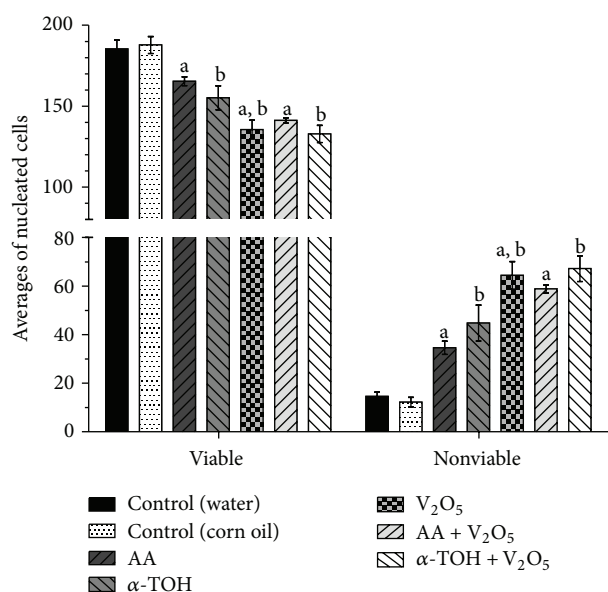 200
150
100
80
60
40
20
0
Averages of nucleated cells
a
b
a, b
a
b
a
b
a, b
a
b
Viable
Nonviable
Control (water)
Control (corn oil)
AA
α-TOH
V₂O₅
AA + V₂O₅
α-TOH + V₂O₅